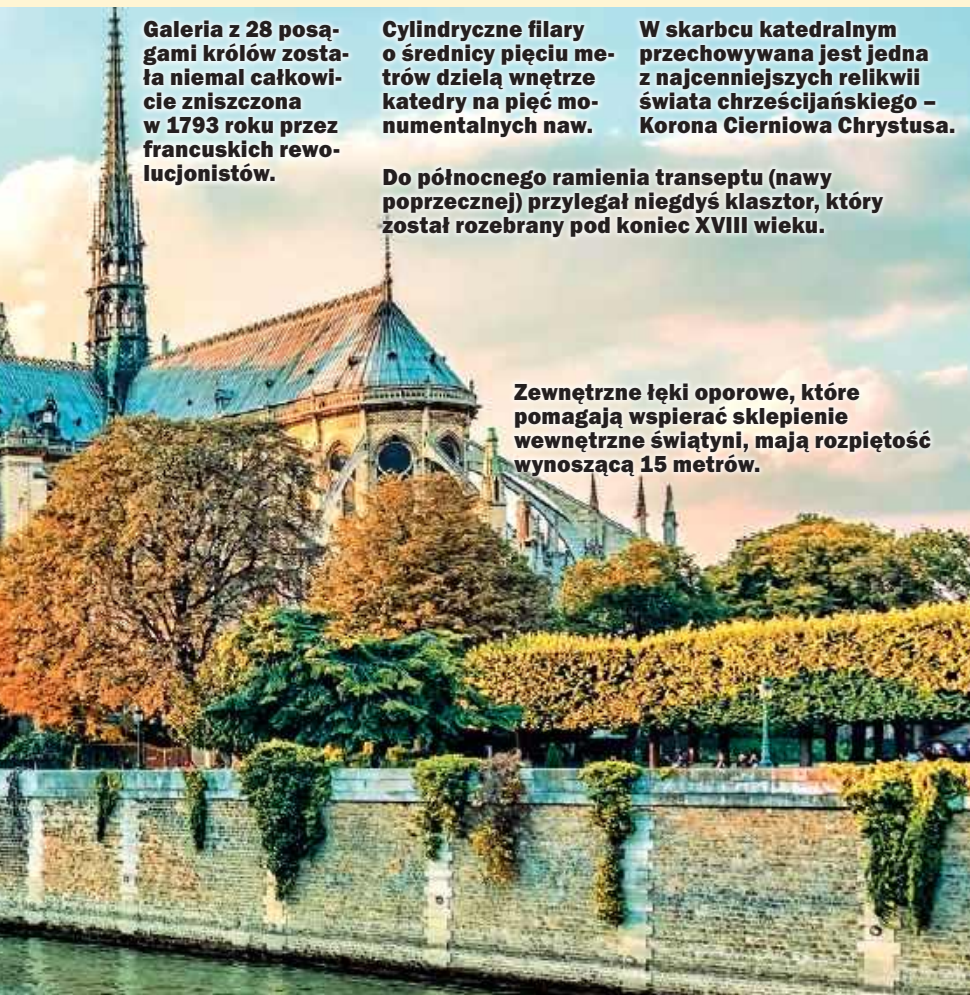 Galeria z 28 posą-
gami królów zosta-
ła niemal całkowi-
cie zniszczona
w 1793 roku przez
francuskich rewo-
lucjonistów.
Cylindryczne filary
o średnicy pięciu me-
trów dzielą wnętrze
katedry na pięć mo-
numentalnych naw.
W skarbcu katedralnym
przechowywana jest jedna
z najcenniejszych relikwii
świata chrześcijańskiego –
Korona Cierniowa Chrystusa.
Do północnego ramienia transeptu (nawy
poprzecznej) przylegał niegdyś klasztor, który
został rozebrany pod koniec XVIII wieku.
Zewnętrzne łęki oporowe, które
pomagają wspierać sklepienie
wewnętrzne świątyni, mają rozpiętość
wynoszącą 15 metrów.